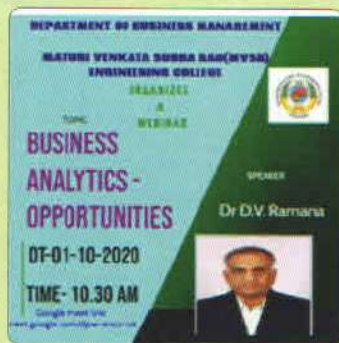 DEPARTMENT OF BUSINESS MANAGEMENT
MATURI VENKATA SUBBA RAO(MVSR)
ENGINEERING COLLEGE
ORGANIZES
A
WEBINAR
TOPIC
BUSINESS
ANALYTICS -
OPPORTUNITIES
DT-01-10-2020
TIME- 10.30 AM
Google meet link
SPEAKER
Dr D.V. Ramana